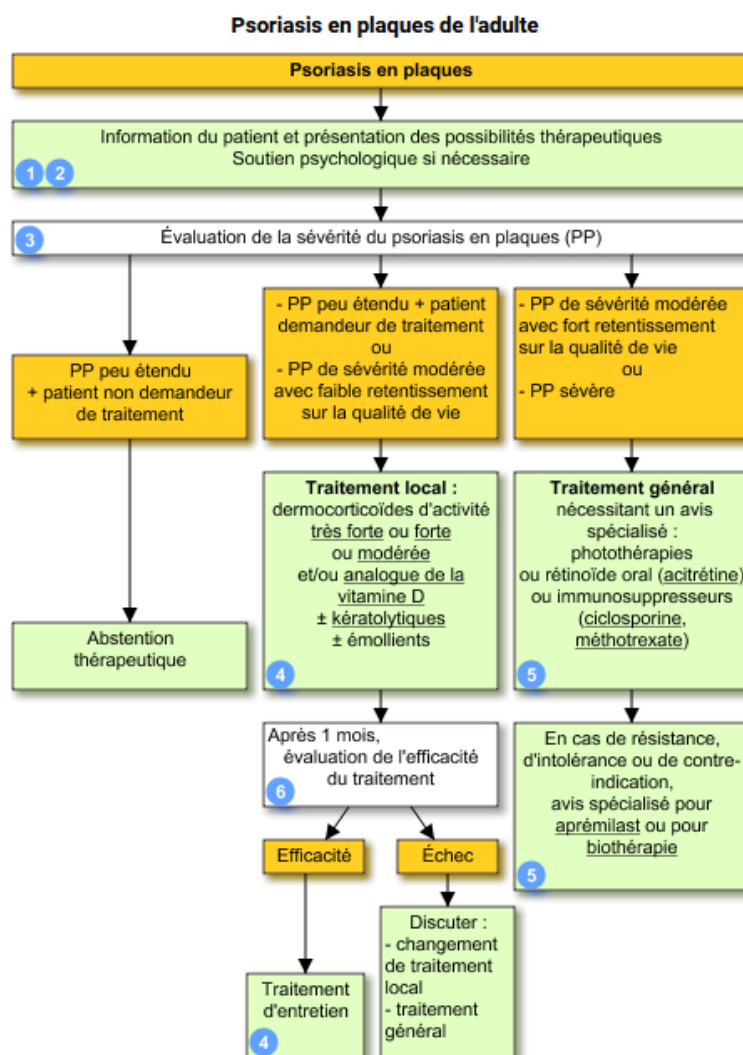 Psoriasis en plaques de l'adulte
Psoriasis en plaques
Information du patient et présentation des possibilités thérapeutiques
Soutien psychologique si nécessaire
1 2
3
Évaluation de la sévérité du psoriasis en plaques (PP)
PP peu étendu
+ patient non demandeur
de traitement
Abstention
thérapeutique
- PP peu étendu + patient
demandeur de traitement
ou
- PP de sévérité modérée
avec faible retentissement
sur la qualité de vie
Traitement local :
dermocorticoïdes d'activité
très forte ou forte
ou modérée
et/ou analogue de la
vitamine D
± kératolytiques
± émollients
4
Après 1 mois,
évaluation de l'efficacité
du traitement
6
Efficacité
Traitement
d'entretien
4
Échec
Discuter :
- changement
de traitement
local
- traitement
général
- PP de sévérité modérée
avec fort retentissement
sur la qualité de vie
ou
- PP sévère
Traitement général
nécessitant un avis
spécialisé :
photothérapies
ou rétinoïde oral (acitrétine)
ou immunosuppresseurs
(ciclosporine,
méthotrexate)
5
En cas de résistance,
d'intolérance ou de contre-
indication,
avis spécialisé pour
aprémilast ou pour
biothérapie
5